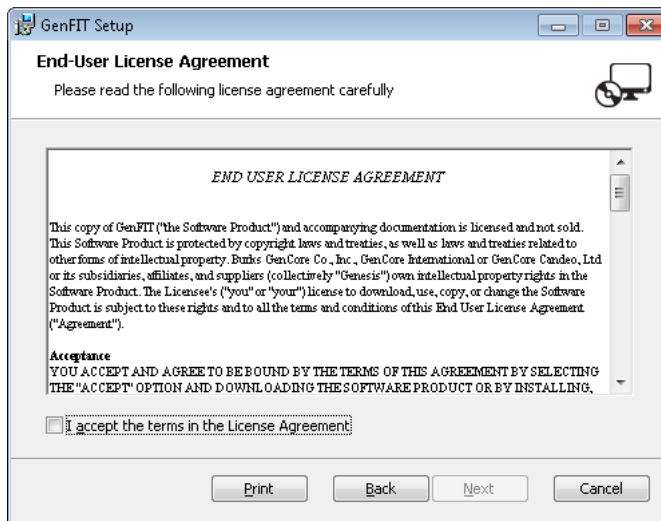 GenFIT Setup
End-User License Agreement
Please read the following license agreement carefully
END USER LICENSE AGREEMENT
This copy of GenFIT ("the Software Product") and accompanying documentation is licensed and not sold.
This Software Product is protected by copyright laws and treaties, as well as laws and treaties related to
other forms of intellectual property. Burks GenCore Co., Inc., GenCore International or GenCore Candeo, Ltd
or its subsidiaries, affiliates, and suppliers (collectively "Genesis") own intellectual property rights in the
Software Product. The Licensee's ("you" or "your") license to download, use, copy, or change the Software
Product is subject to these rights and to all the terms and conditions of this End User License Agreement
("Agreement").
Acceptance
YOU ACCEPT AND AGREE TO BE BOUND BY THE TERMS OF THIS AGREEMENT BY SELECTING
THE "ACCEPT" OPTION AND DOWNLOADING THE SOFTWARE PRODUCT OR BY INSTALLING,
I accept the terms in the License Agreement
Print Back Next Cancel